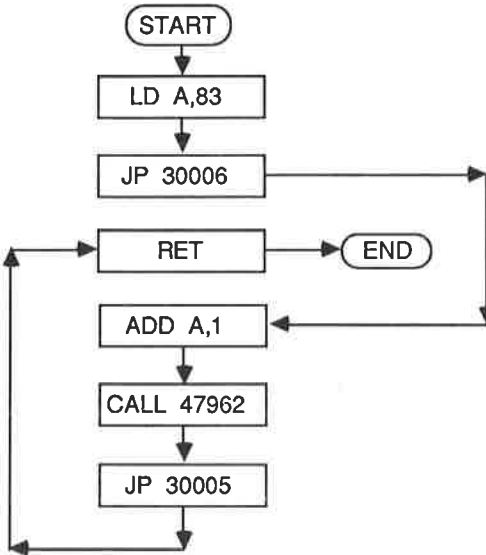 START
LD A,83
JP 30006
RET
END
ADD A,1
CALL 47962
JP 30005